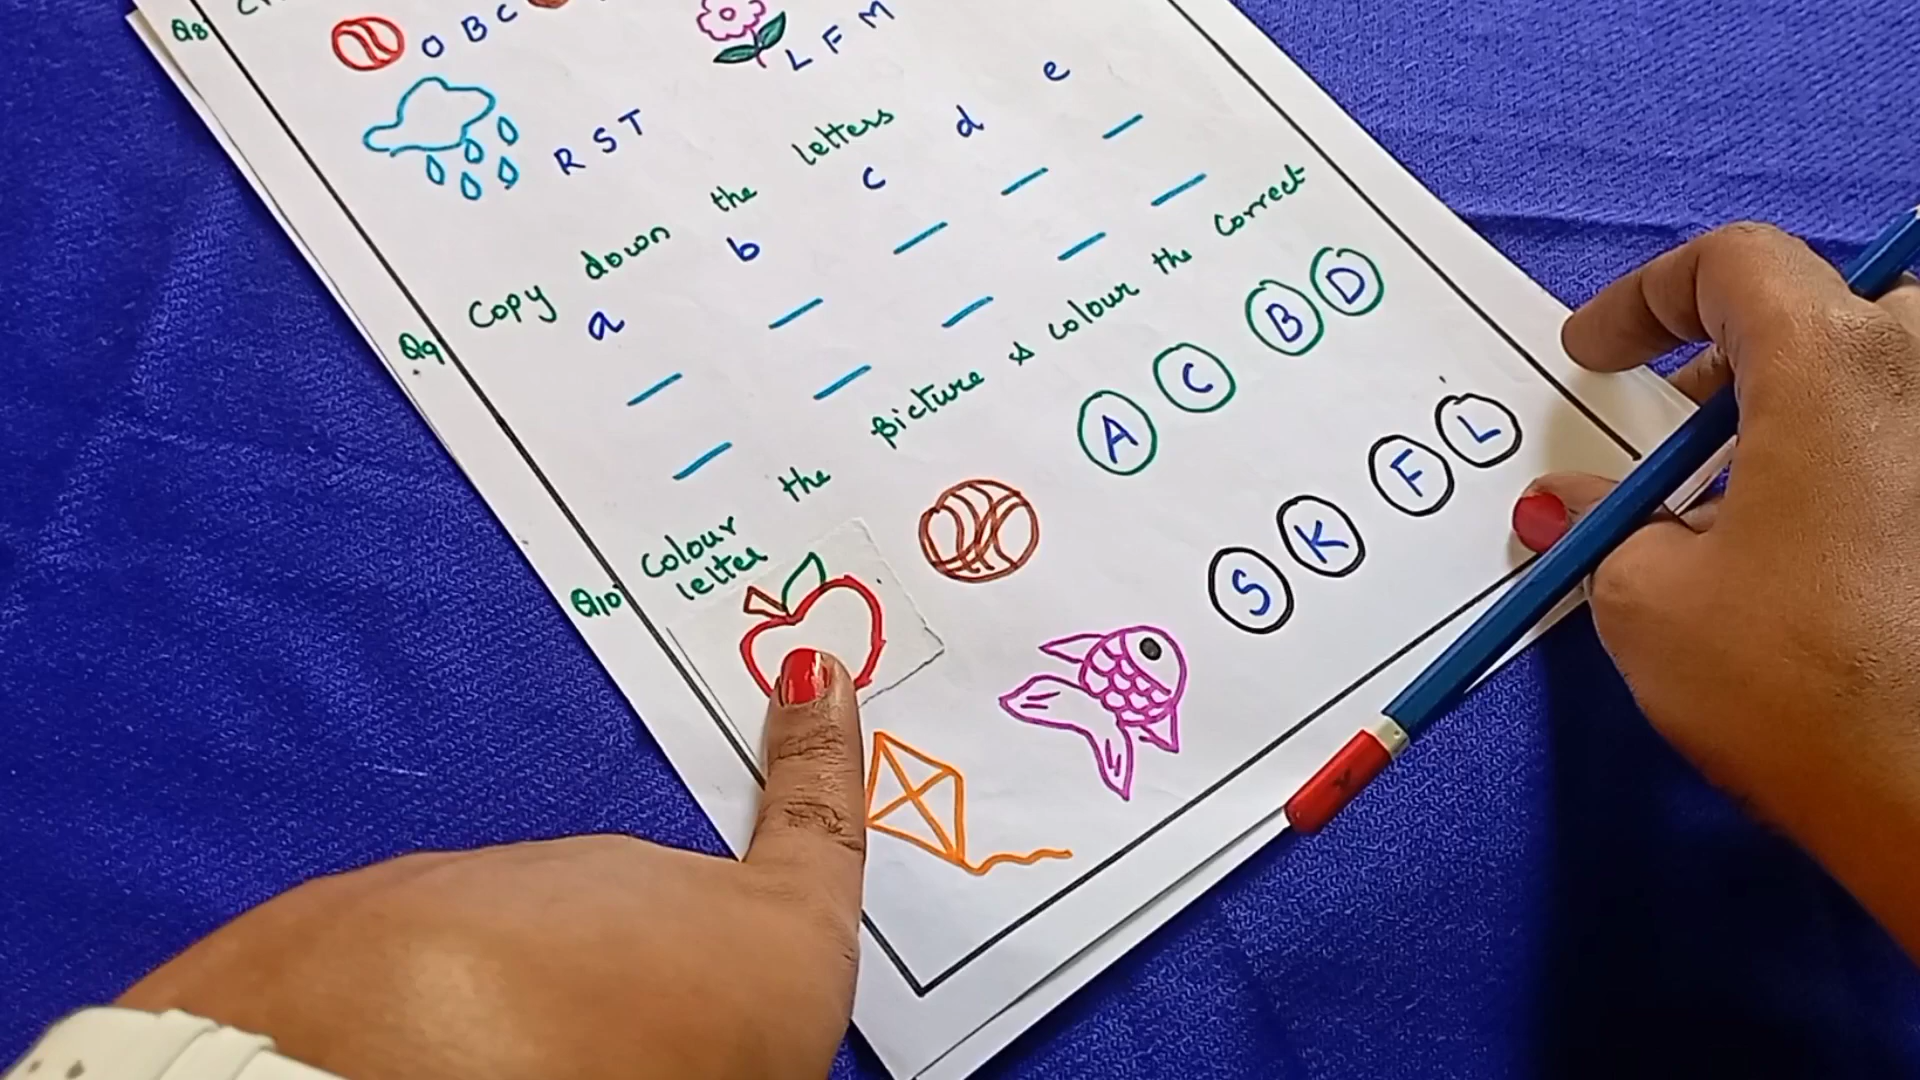 Q8
O B C
L F M
R S T
Q9 Copy down the letters
a b c d e
Q10 Colour the picture & colour the correct
letter
A C B D
S K F L